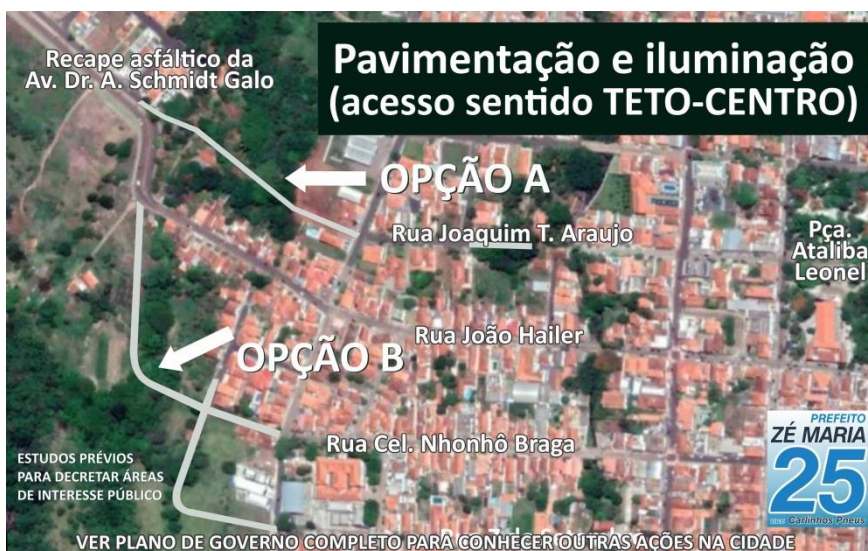 Recape asfáltico da
Av. Dr. A. Schmidt Galo
Pavimentação e iluminação
(acesso sentido TETO-CENTRO)
OPÇÃO A
Rua Joaquim T. Araujo
Pça.
Ataliba
Leonel
Rua João Hailer
OPÇÃO B
Rua Cel. Nhonhô Braga
ESTUDOS PRÉVIOS
PARA DECRETAR ÁREAS
DE INTERESSE PÚBLICO
PREFEITO
ZÉ MARIA
25
Carlinhos Pneus
VER PLANO DE GOVERNO COMPLETO PARA CONHECER OUTRAS AÇÕES NA CIDADE